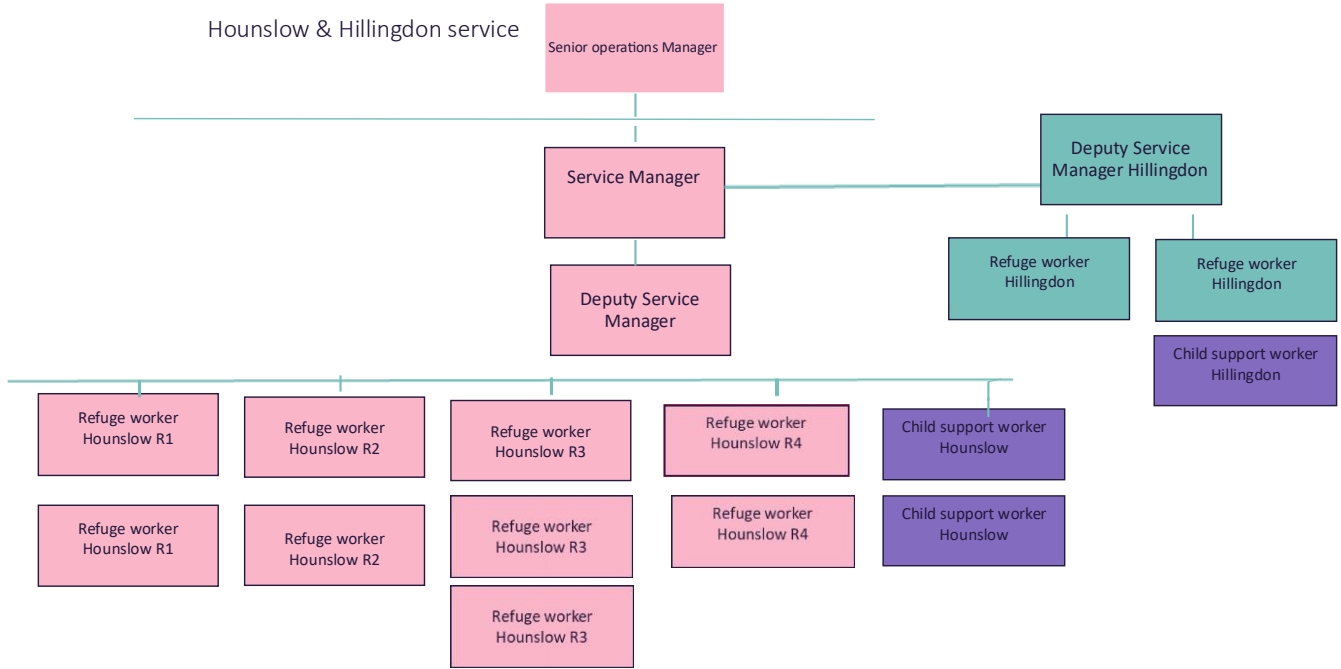 Hounslow & Hillingdon service
Senior operations Manager
Service Manager
Deputy Service
Manager Hillingdon
Refuge worker
Hillingdon
Refuge worker
Hillingdon
Child support worker
Hillingdon
Deputy Service
Manager
Refuge worker
Hounslow R1
Refuge worker
Hounslow R2
Refuge worker
Hounslow R3
Refuge worker
Hounslow R4
Child support worker
Hounslow
Refuge worker
Hounslow R1
Refuge worker
Hounslow R2
Refuge worker
Hounslow R3
Refuge worker
Hounslow R4
Child support worker
Hounslow
Refuge worker
Hounslow R3